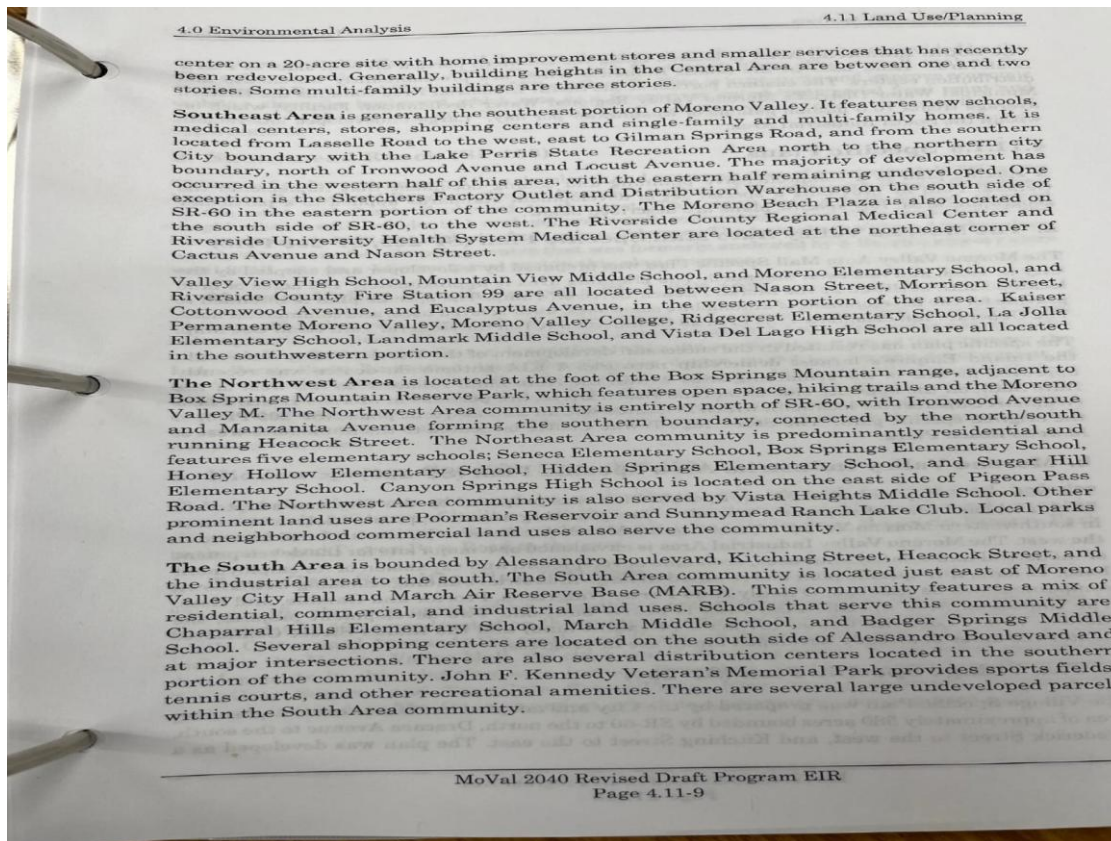 4.0 Environmental Analysis
4.11 Land Use/Planning
center on a 20-acre site with home improvement stores and smaller services that has recently
been redeveloped. Generally, building heights in the Central Area are between one and two
stories. Some multi-family buildings are three stories.
Southeast Area is generally the southeast portion of Moreno Valley. It features new schools,
medical centers, stores, shopping centers and single-family and multi-family homes. It is
located from Lasselle Road to the west, east to Gilman Springs Road, and from the southern
City boundary with the Lake Perris State Recreation Area north to the northern city
boundary, north of Ironwood Avenue and Locust Avenue. The majority of development has
occurred in the western half of this area, with the eastern half remaining undeveloped. One
exception is the Sketchers Factory Outlet and Distribution Warehouse on the south side of
SR-60 in the eastern portion of the community. The Moreno Beach Plaza is also located on
the south side of SR-60, to the west. The Riverside County Regional Medical Center and
Riverside University Health System Medical Center are located at the northeast corner of
Cactus Avenue and Nason Street.
Valley View High School, Mountain View Middle School, and Moreno Elementary School, and
Riverside County Fire Station 99 are all located between Nason Street, Morrison Street,
Cottonwood Avenue, and Eucalyptus Avenue, in the western portion of the area. Kaiser
Permanente Moreno Valley, Moreno Valley College, Ridgecrest Elementary School, La Jolla
Elementary School, Landmark Middle School, and Vista Del Lago High School are all located
in the southwestern portion.
The Northwest Area is located at the foot of the Box Springs Mountain range, adjacent to
Box Springs Mountain Reserve Park, which features open space, hiking trails and the Moreno
Valley M. The Northwest Area community is entirely north of SR-60, with Ironwood Avenue
and Manzanita Avenue forming the southern boundary, connected by the north/south
running Heacock Street. The Northeast Area community is predominantly residential and
features five elementary schools; Seneca Elementary School, Box Springs Elementary School,
Honey Hollow Elementary School, Hidden Springs Elementary School, and Sugar Hill
Elementary School. Canyon Springs High School is located on the east side of Pigeon Pass
Road. The Northwest Area community is also served by Vista Heights Middle School. Other
prominent land uses are Poorman's Reservoir and Sunnymead Ranch Lake Club. Local parks
and neighborhood commercial land uses also serve the community.
The South Area is bounded by Alessandro Boulevard, Kitching Street, Heacock Street, and
the industrial area to the south. The South Area community is located just east of Moreno
Valley City Hall and March Air Reserve Base (MARB). This community features a mix of
residential, commercial, and industrial land uses. Schools that serve this community are
Chaparral Hills Elementary School, March Middle School, and Badger Springs Middle
School. Several shopping centers are located on the south side of Alessandro Boulevard and
at major intersections. There are also several distribution centers located in the southern
portion of the community. John F. Kennedy Veteran's Memorial Park provides sports fields
tennis courts, and other recreational amenities. There are several large undeveloped parcel
within the South Area community.
MoVal 2040 Revised Draft Program EIR
Page 4.11-9